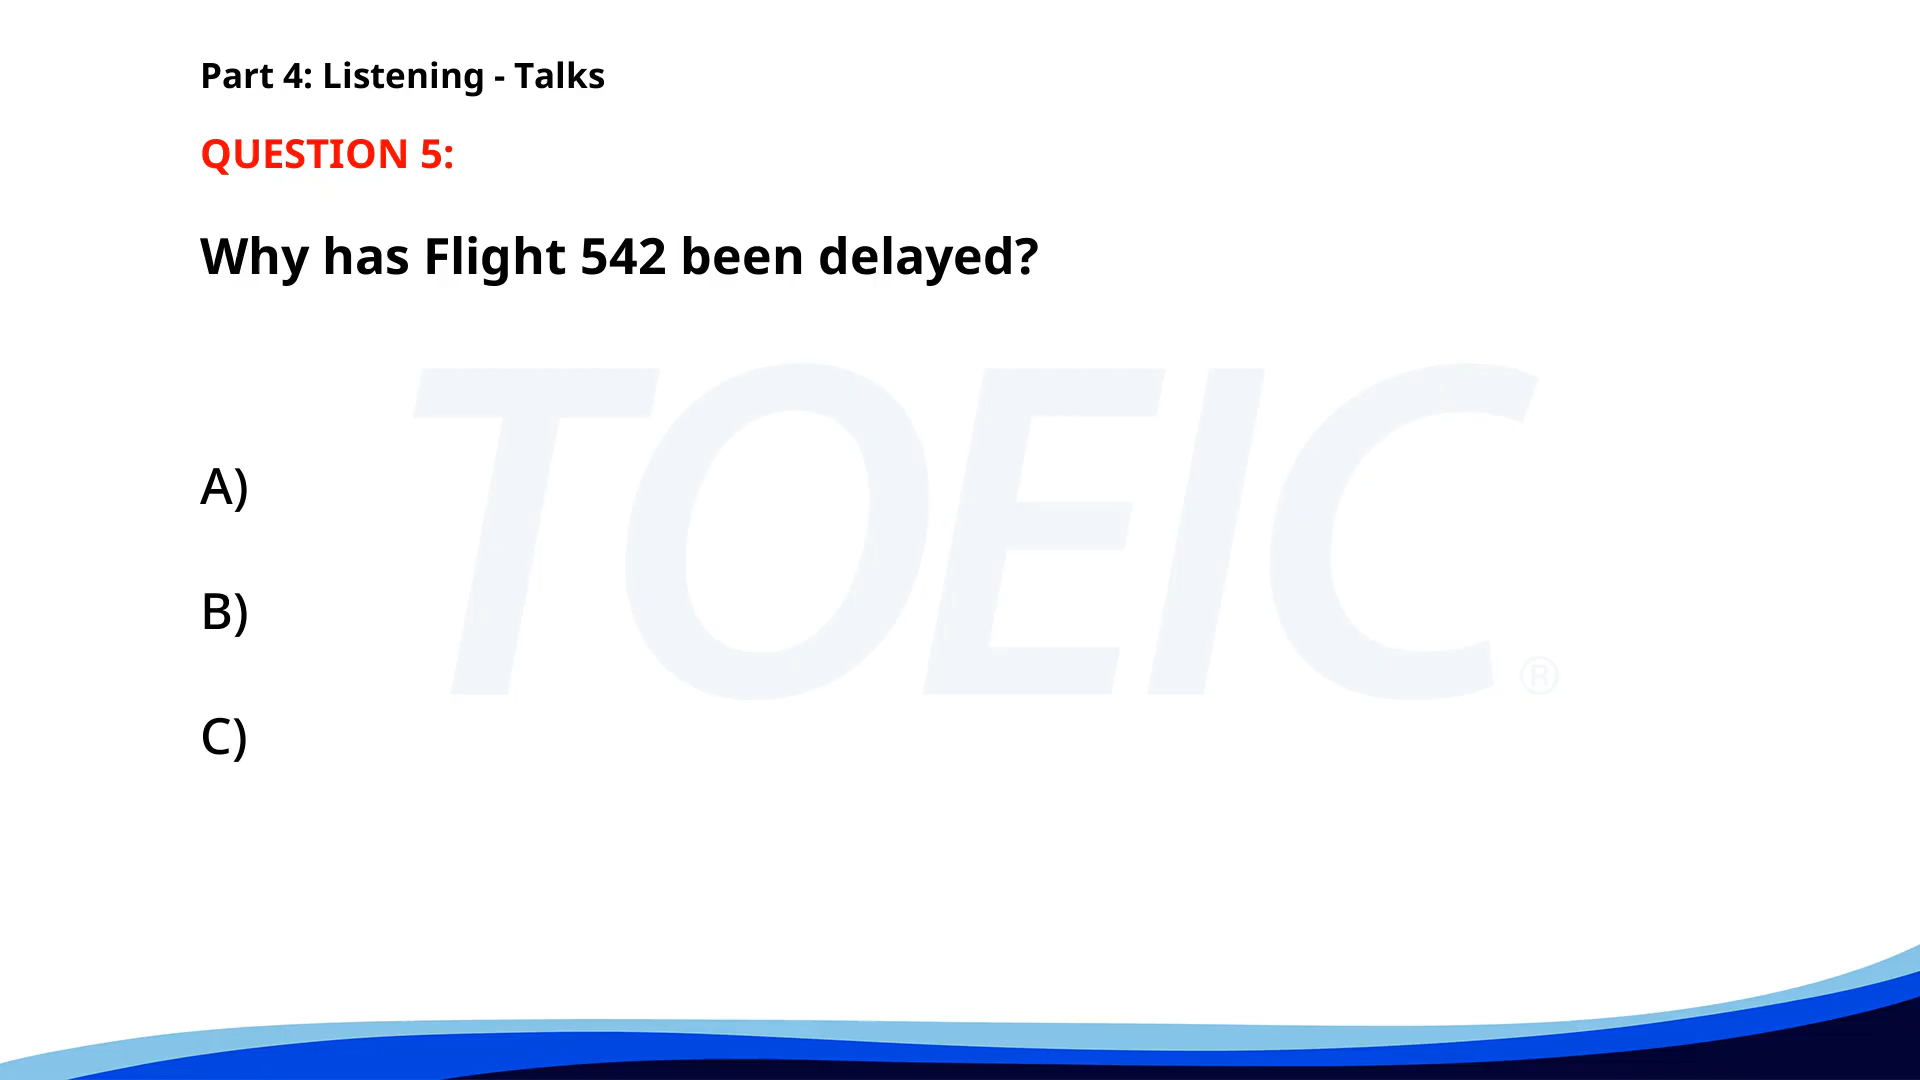 Part 4: Listening - Talks
QUESTION 5:
Why has Flight 542 been delayed?
TOEIC®
A)
B)
C)